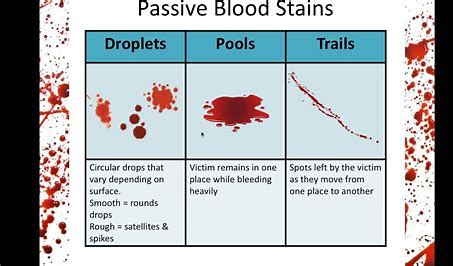 Passive Blood Stains
Droplets
Pools
Trails
Circular drops that
vary depending on
surface.
Smooth = rounds
drops
Rough = satellites &
spikes
Victim remains in one
place while bleeding
heavily
Spots left by the victim
as they move from
one place to another